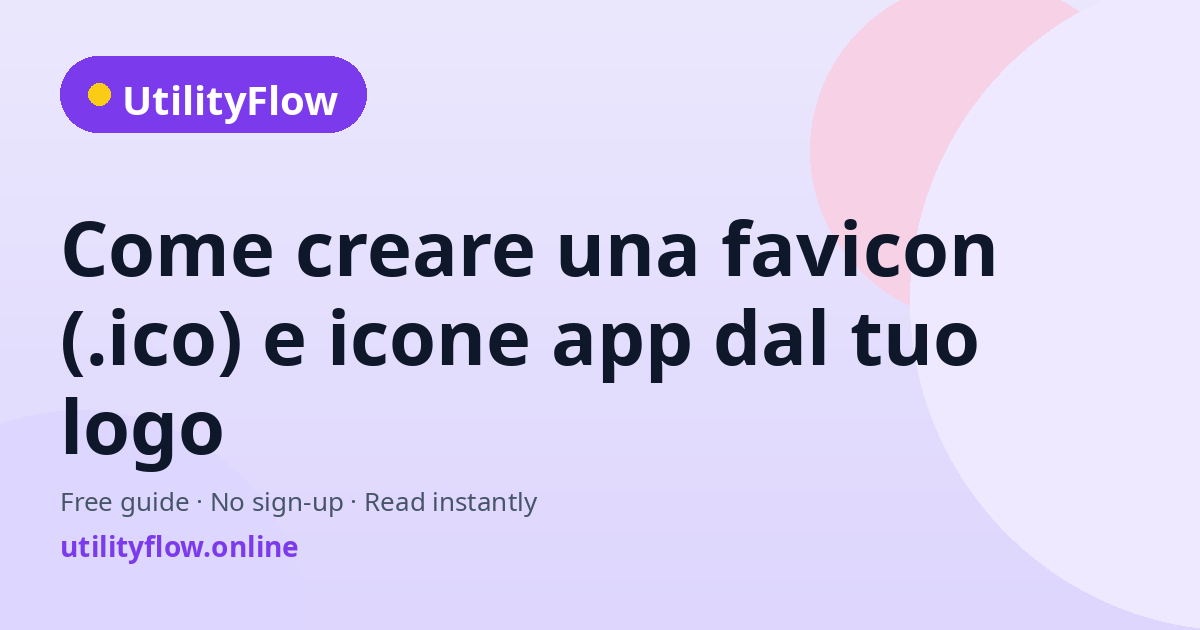 UtilityFlow
Come creare una favicon
(.ico) e icone app dal tuo
logo
Free guide · No sign-up · Read instantly
utilityflow.online